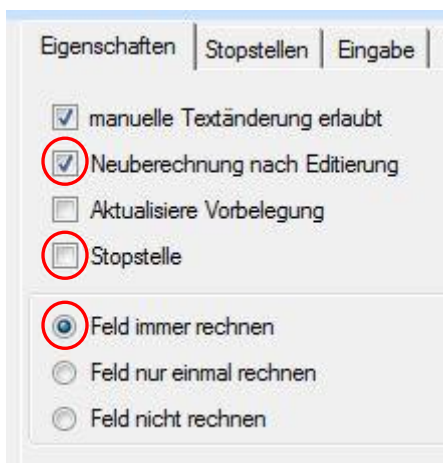 Eigenschaften Stopstellen Eingabe
manuelle Textänderung erlaubt
Neuberechnung nach Editierung
Aktualisiere Vorbelegung
Stopstelle
Feld immer rechnen
Feld nur einmal rechnen
Feld nicht rechnen